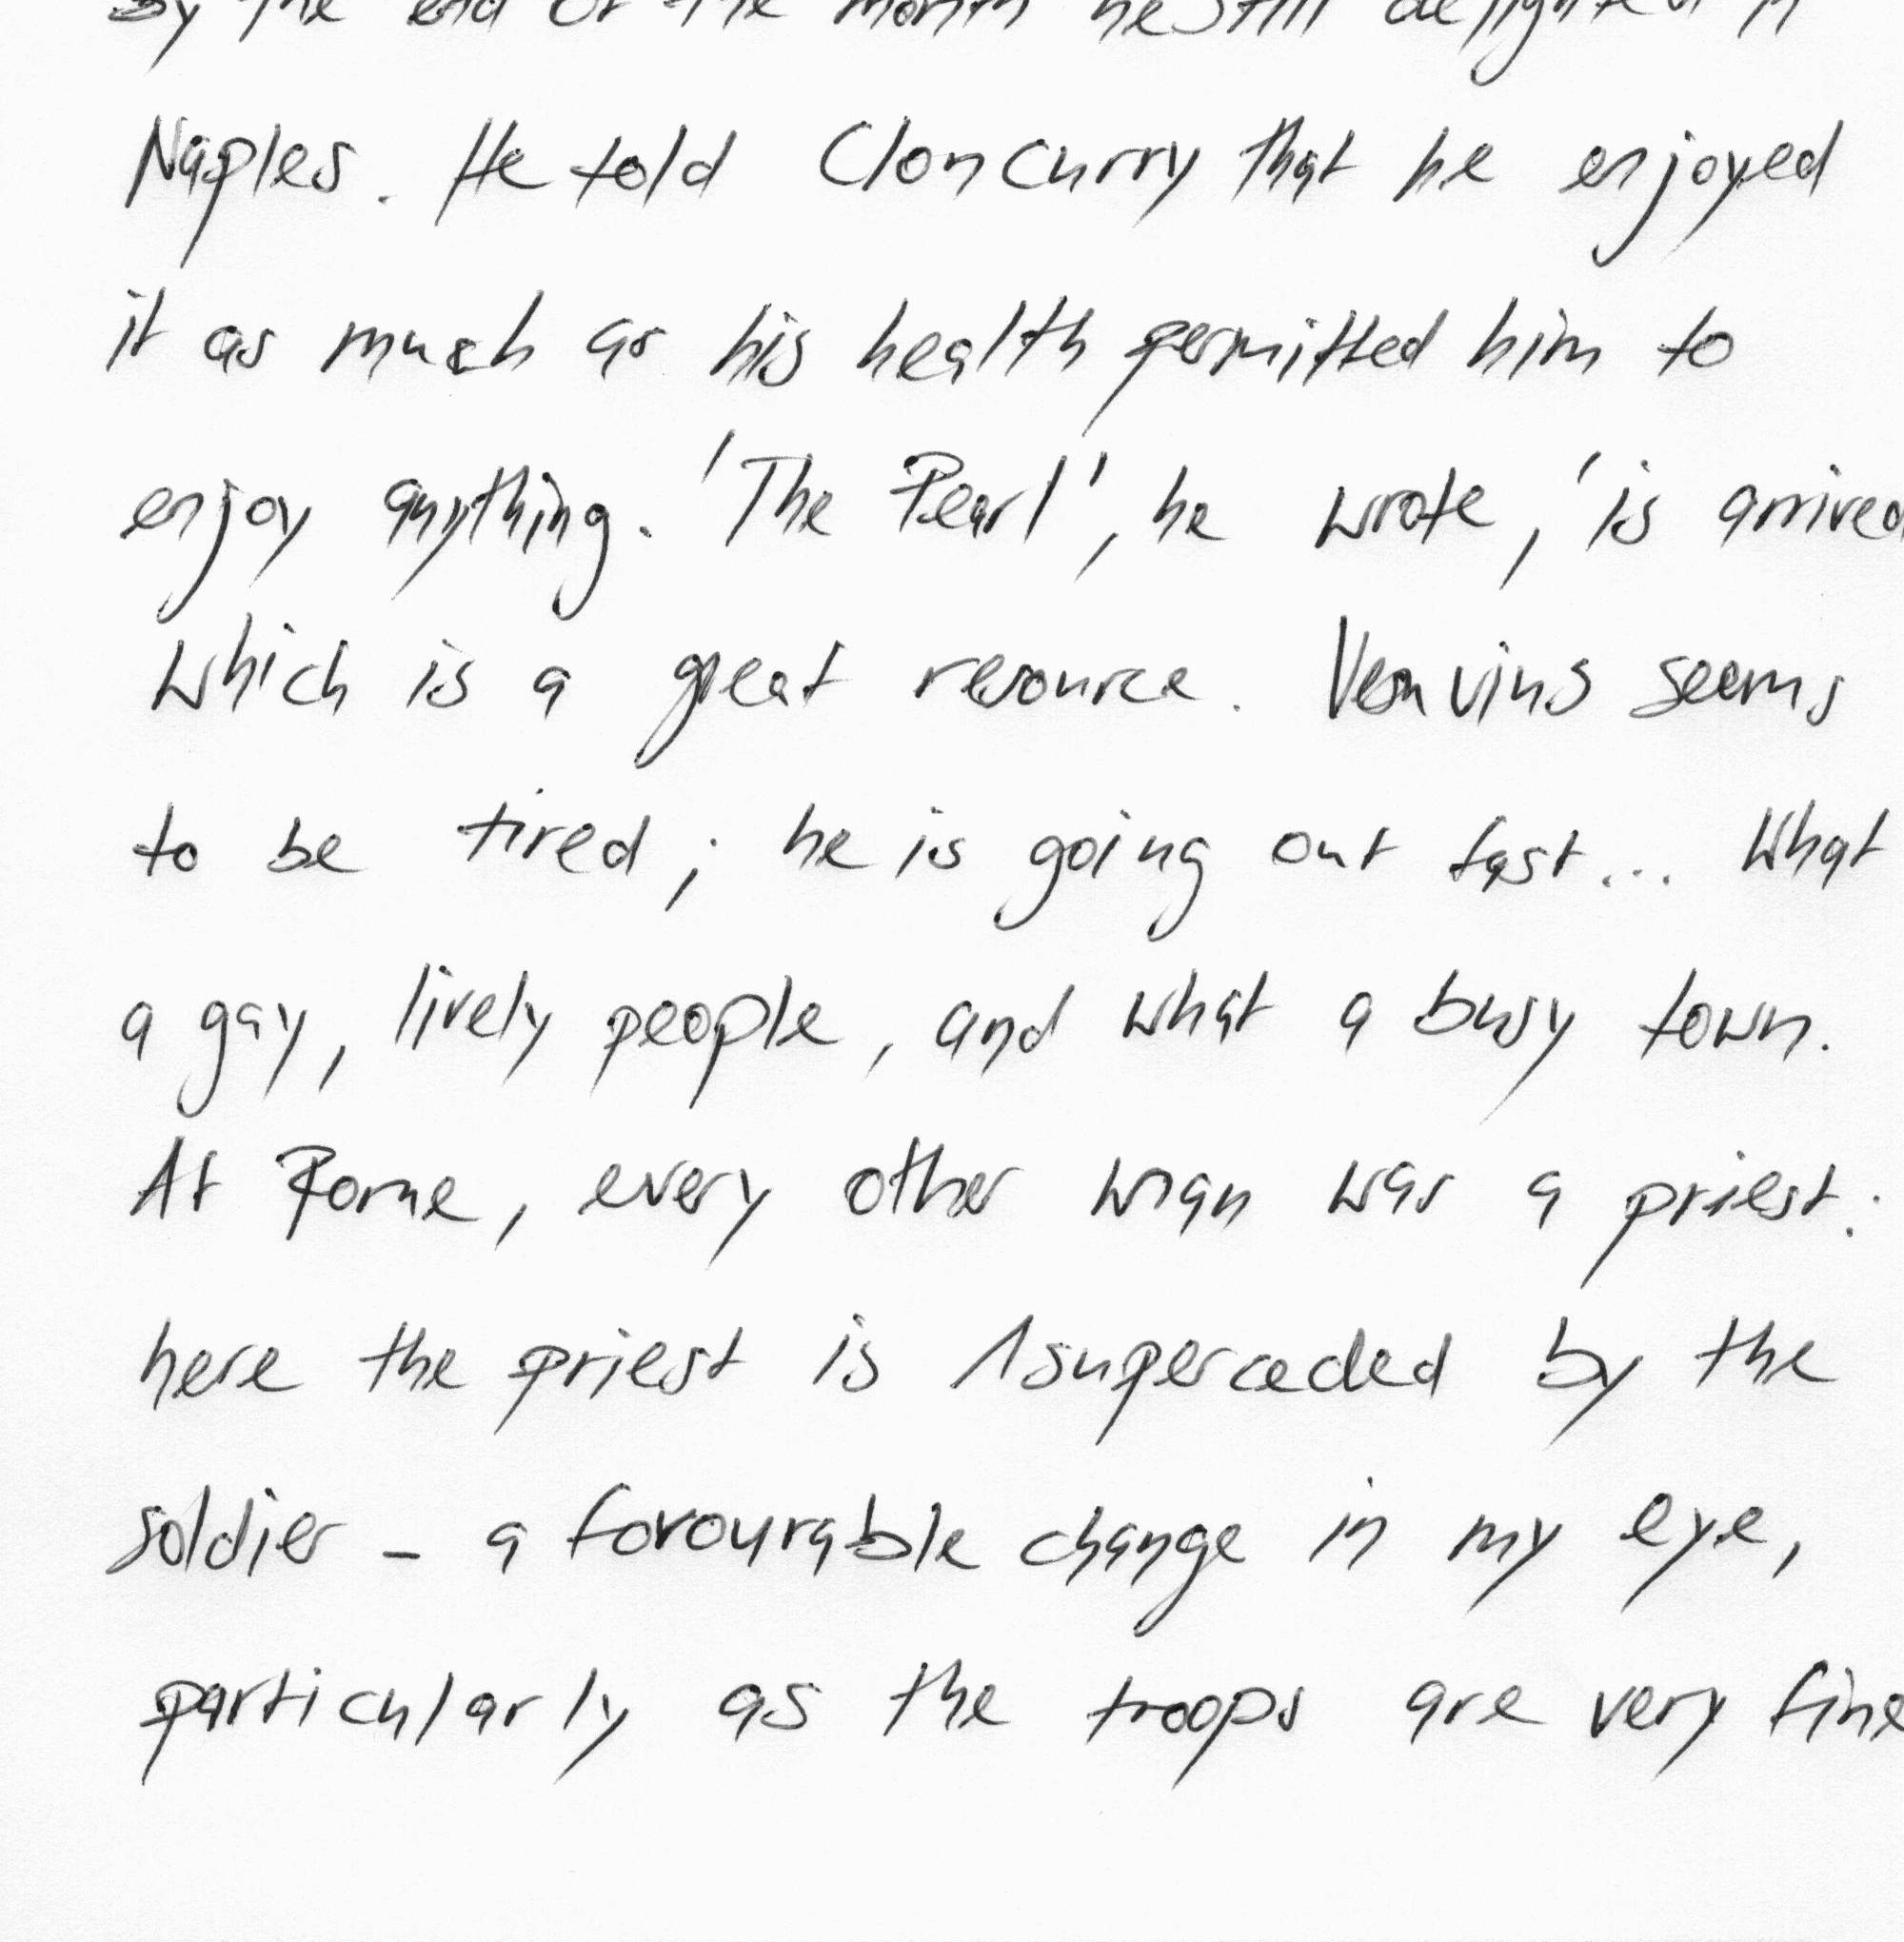 By the end of the month he still delighted in
Naples. He told Cloncurry that he enjoyed
it as much as his health permitted him to
enjoy anything. 'The Pearl', he wrote, 'is arrived
which is a great resource. Vesuvius seems
to be tired; he is going out fast... What
a gay, lively people, and what a busy town.
At Rome, every other man was a priest:
here the priest is superceded by the
soldier - a favourable change in my eye,
particularly as the troops are very fine